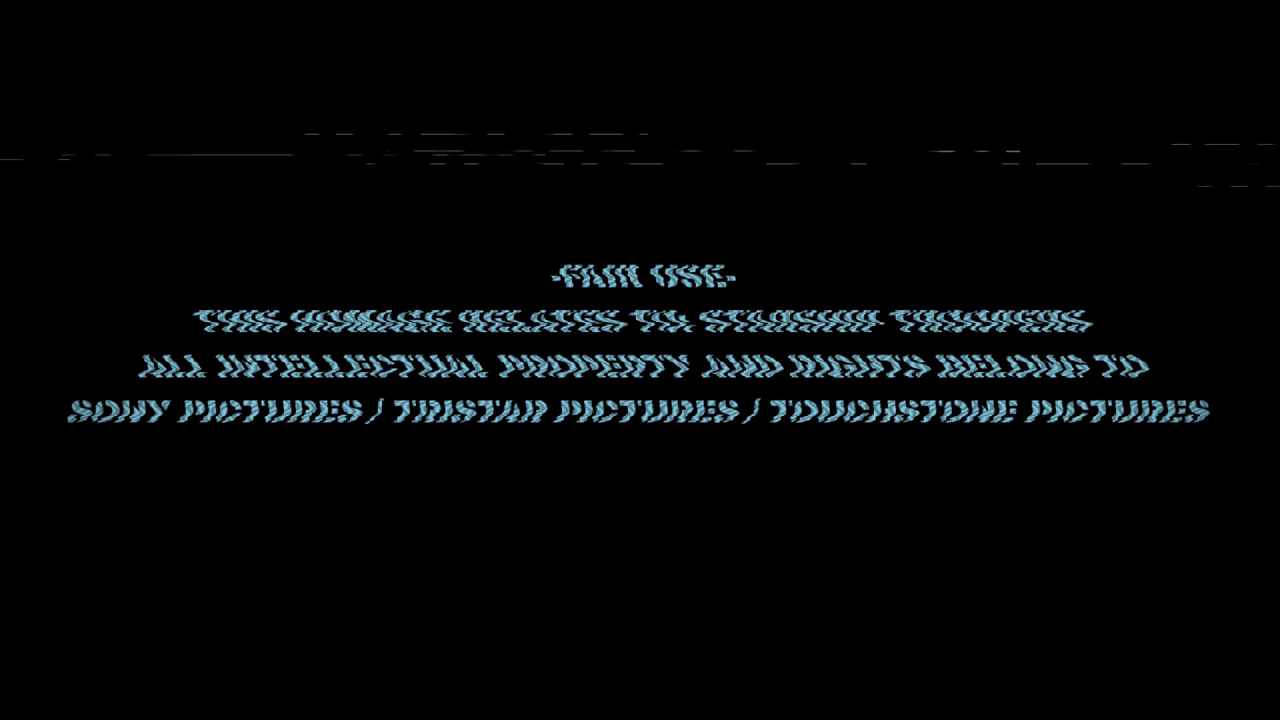 -FAIR USE-
THIS HOMAGE RELATES TO: STARSHIP TROOPERS
ALL INTELLECTUAL PROPERTY AND RIGHTS BELONG TO
SONY PICTURES / TRISTAR PICTURES / TOUCHSTONE PICTURES